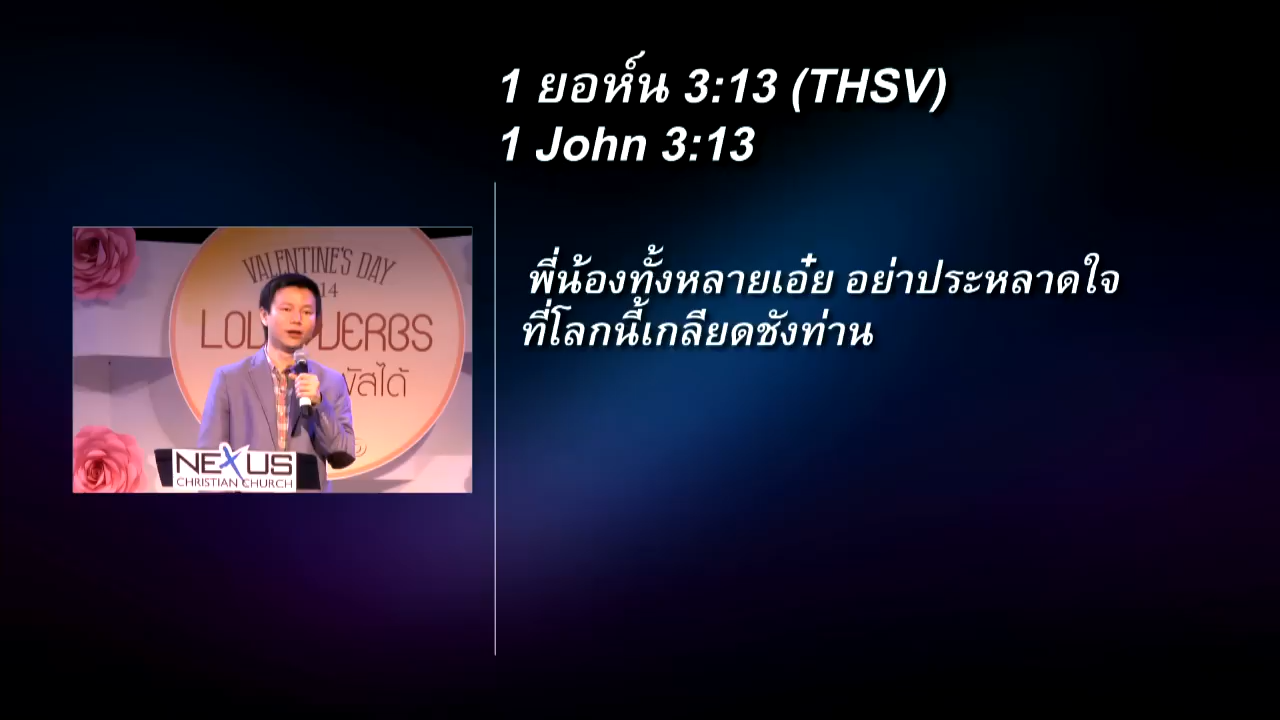 1 ยอห์น 3:13 (THSV)
1 John 3:13
พี่น้องทั้งหลายเอ๋ย อย่าประหลาดใจ
ที่โลกนี้เกลียดชังท่าน
VALENTINE'S DAY
14
VERBS
NEXUS
CHRISTIAN CHURCH